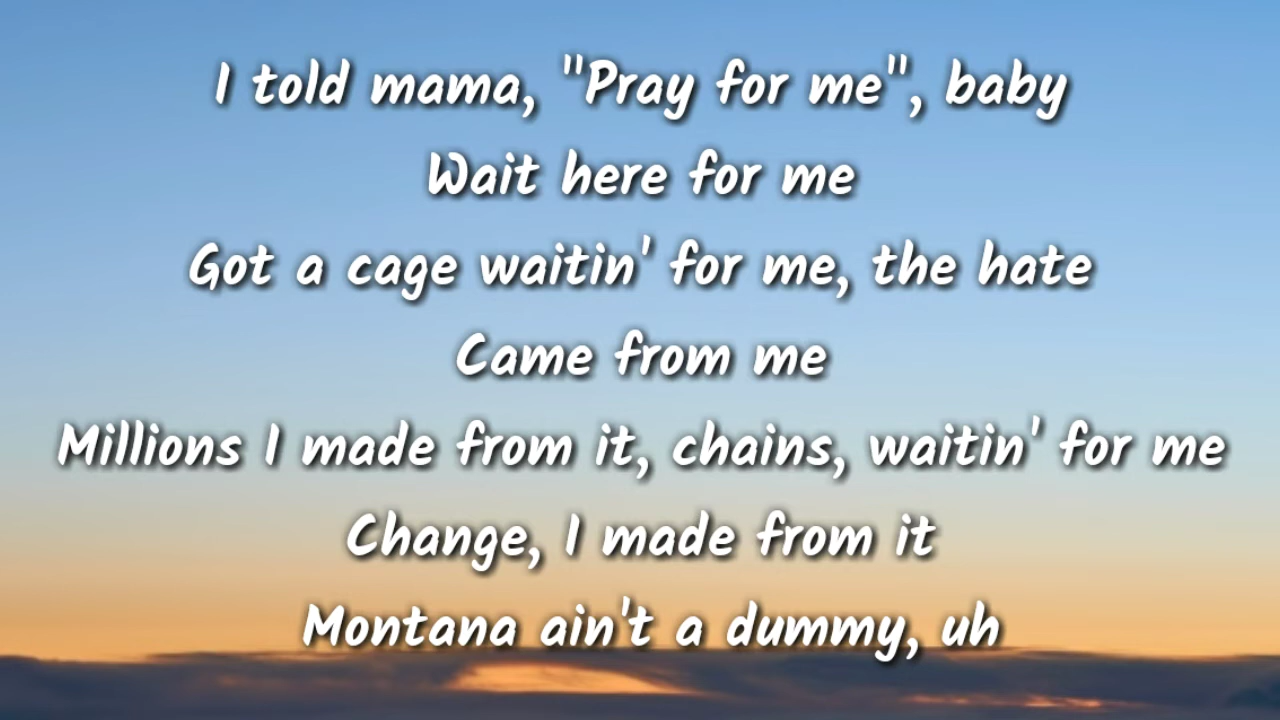 I told mama, "Pray for me", baby
Wait here for me
Got a cage waitin' for me, the hate
Came from me
Millions I made from it, chains, waitin' for me
Change, I made from it
Montana ain't a dummy, uh